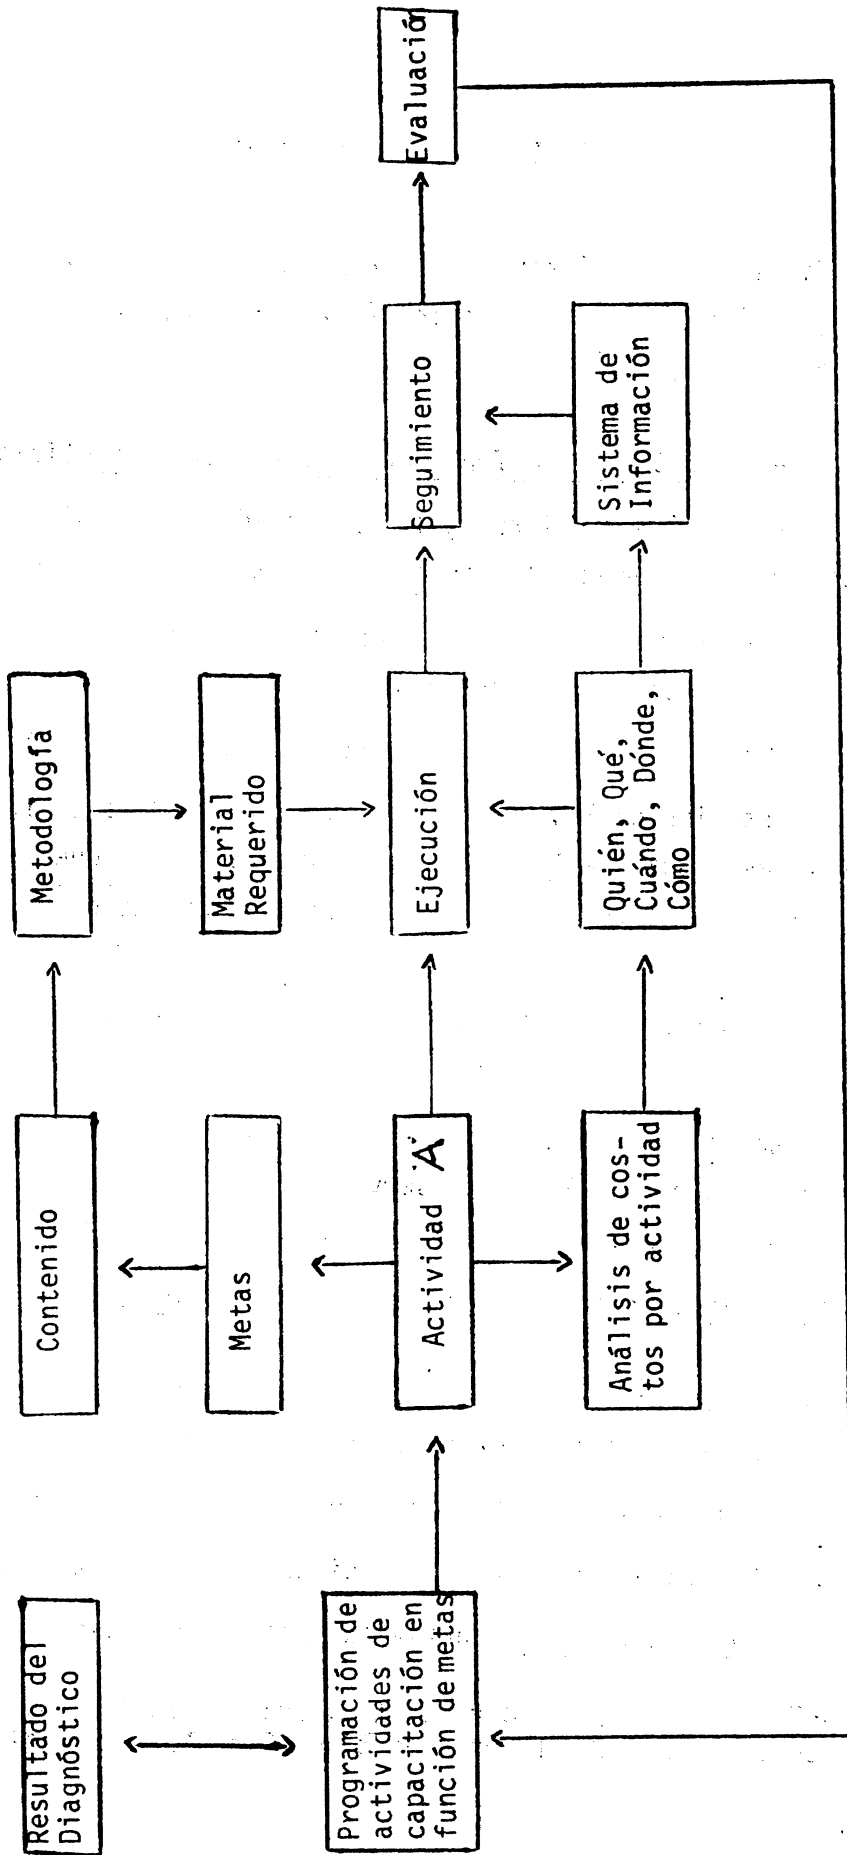 Resultado del
Diagnóstico
Programación de
actividades de
capacitación en
función de metas
Contenido
Metas
Actividad "A"
Análisis de cos-
tos por actividad
Metodología
Material
Requerido
Ejecución
Quién, Qué,
Cuándo, Dónde,
Cómo
Seguimiento
Sistema de
Información
Evaluación